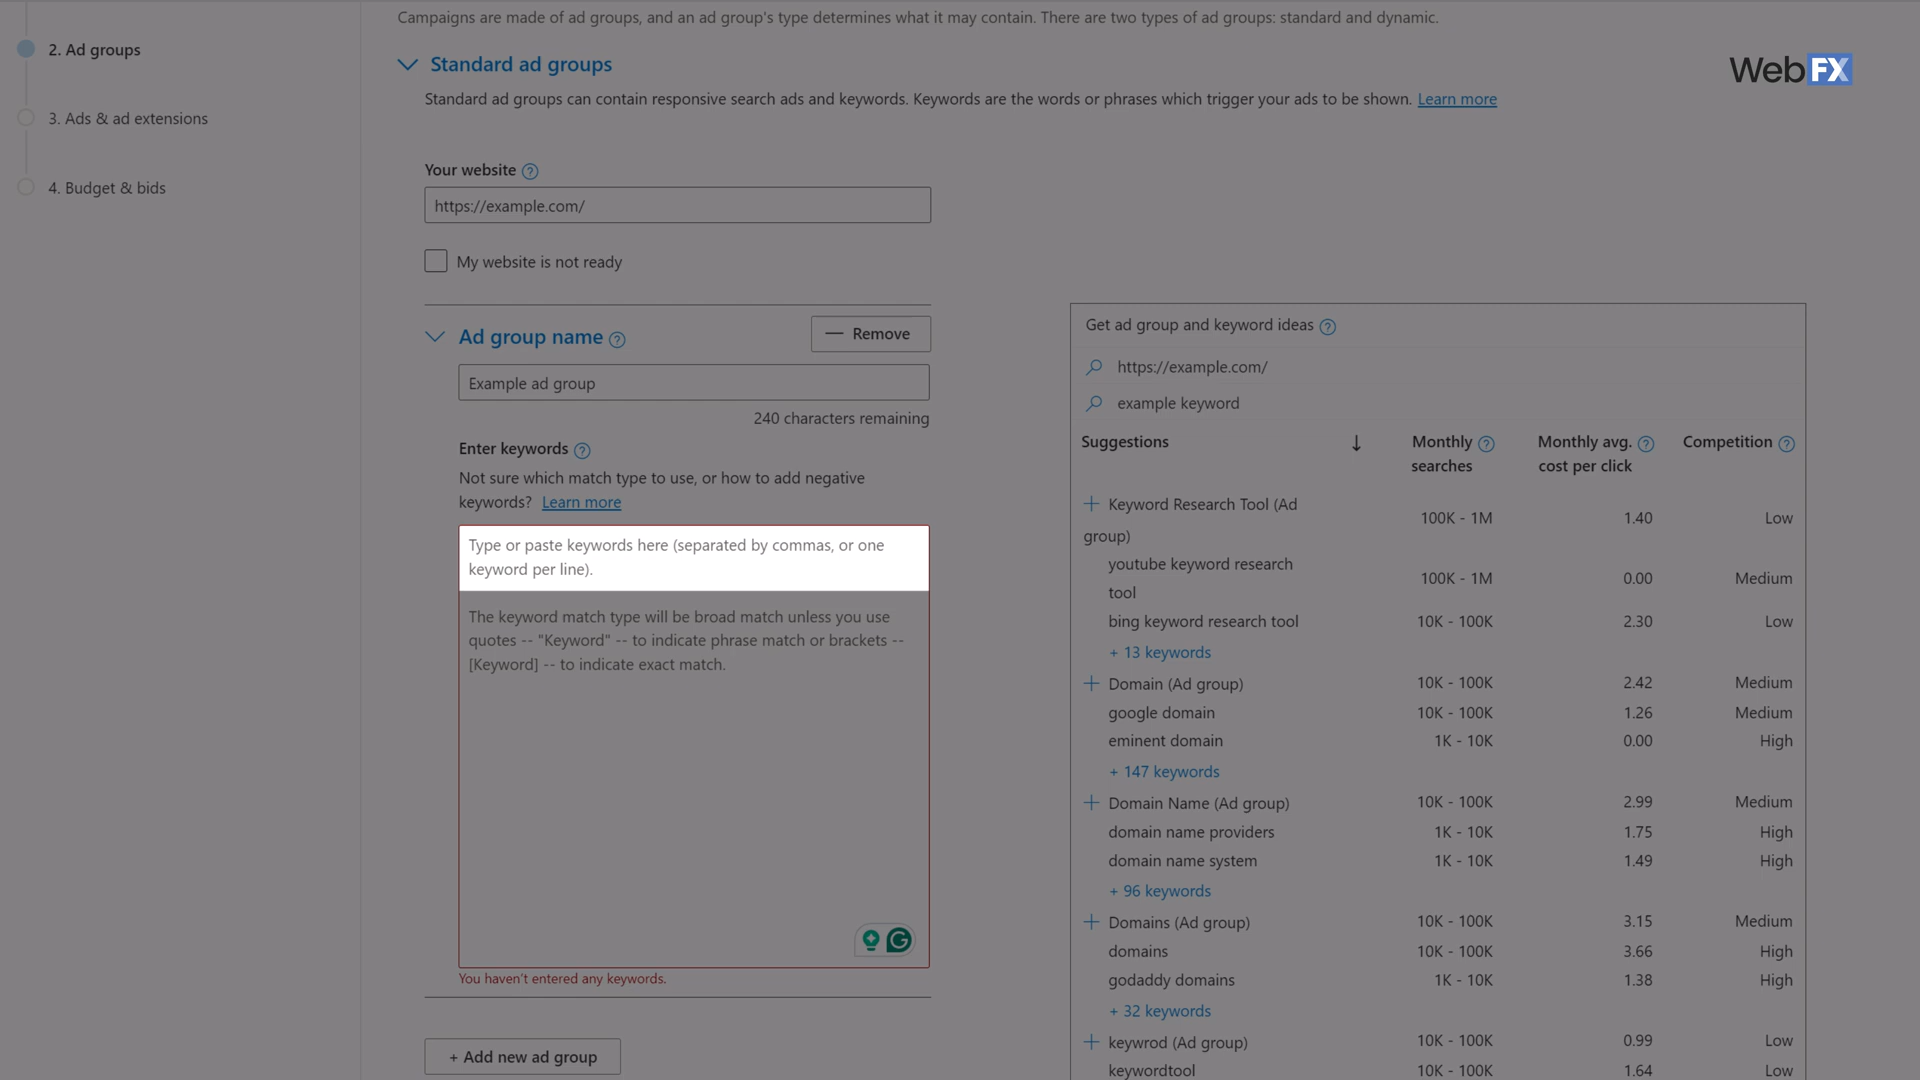 Campaigns are made of ad groups, and an ad group's type determines what it may contain. There are two types of ad groups: standard and dynamic.
2. Ad groups
3. Ads & ad extensions
4. Budget & bids
Standard ad groups
WebFX
Standard ad groups can contain responsive search ads and keywords. Keywords are the words or phrases which trigger your ads to be shown. Learn more
Your website ?
https://example.com/
My website is not ready
Ad group name ?
— Remove
Example ad group
240 characters remaining
Enter keywords ?
Not sure which match type to use, or how to add negative
keywords? Learn more
Type or paste keywords here (separated by commas, or one
keyword per line).
The keyword match type will be broad match unless you use
quotes -- "Keyword" -- to indicate phrase match or brackets --
[Keyword] -- to indicate exact match.
You haven't entered any keywords.
+ Add new ad group
Get ad group and keyword ideas ?
https://example.com/
example keyword
Suggestions ↓ Monthly ? Monthly avg. ? Competition ?
searches cost per click
+ Keyword Research Tool (Ad
group) 100K - 1M 1.40 Low
youtube keyword research
tool 100K - 1M 0.00 Medium
bing keyword research tool 10K - 100K 2.30 Low
+ 13 keywords
+ Domain (Ad group) 10K - 100K 2.42 Medium
google domain 10K - 100K 1.26 Medium
eminent domain 1K - 10K 0.00 High
+ 147 keywords
+ Domain Name (Ad group) 10K - 100K 2.99 Medium
domain name providers 1K - 10K 1.75 High
domain name system 1K - 10K 1.49 High
+ 96 keywords
+ Domains (Ad group) 10K - 100K 3.15 Medium
domains 10K - 100K 3.66 High
godaddy domains 1K - 10K 1.38 High
+ 32 keywords
+ keywrod (Ad group) 10K - 100K 0.99 Low
keywordtool 10K - 100K 1.64 Low